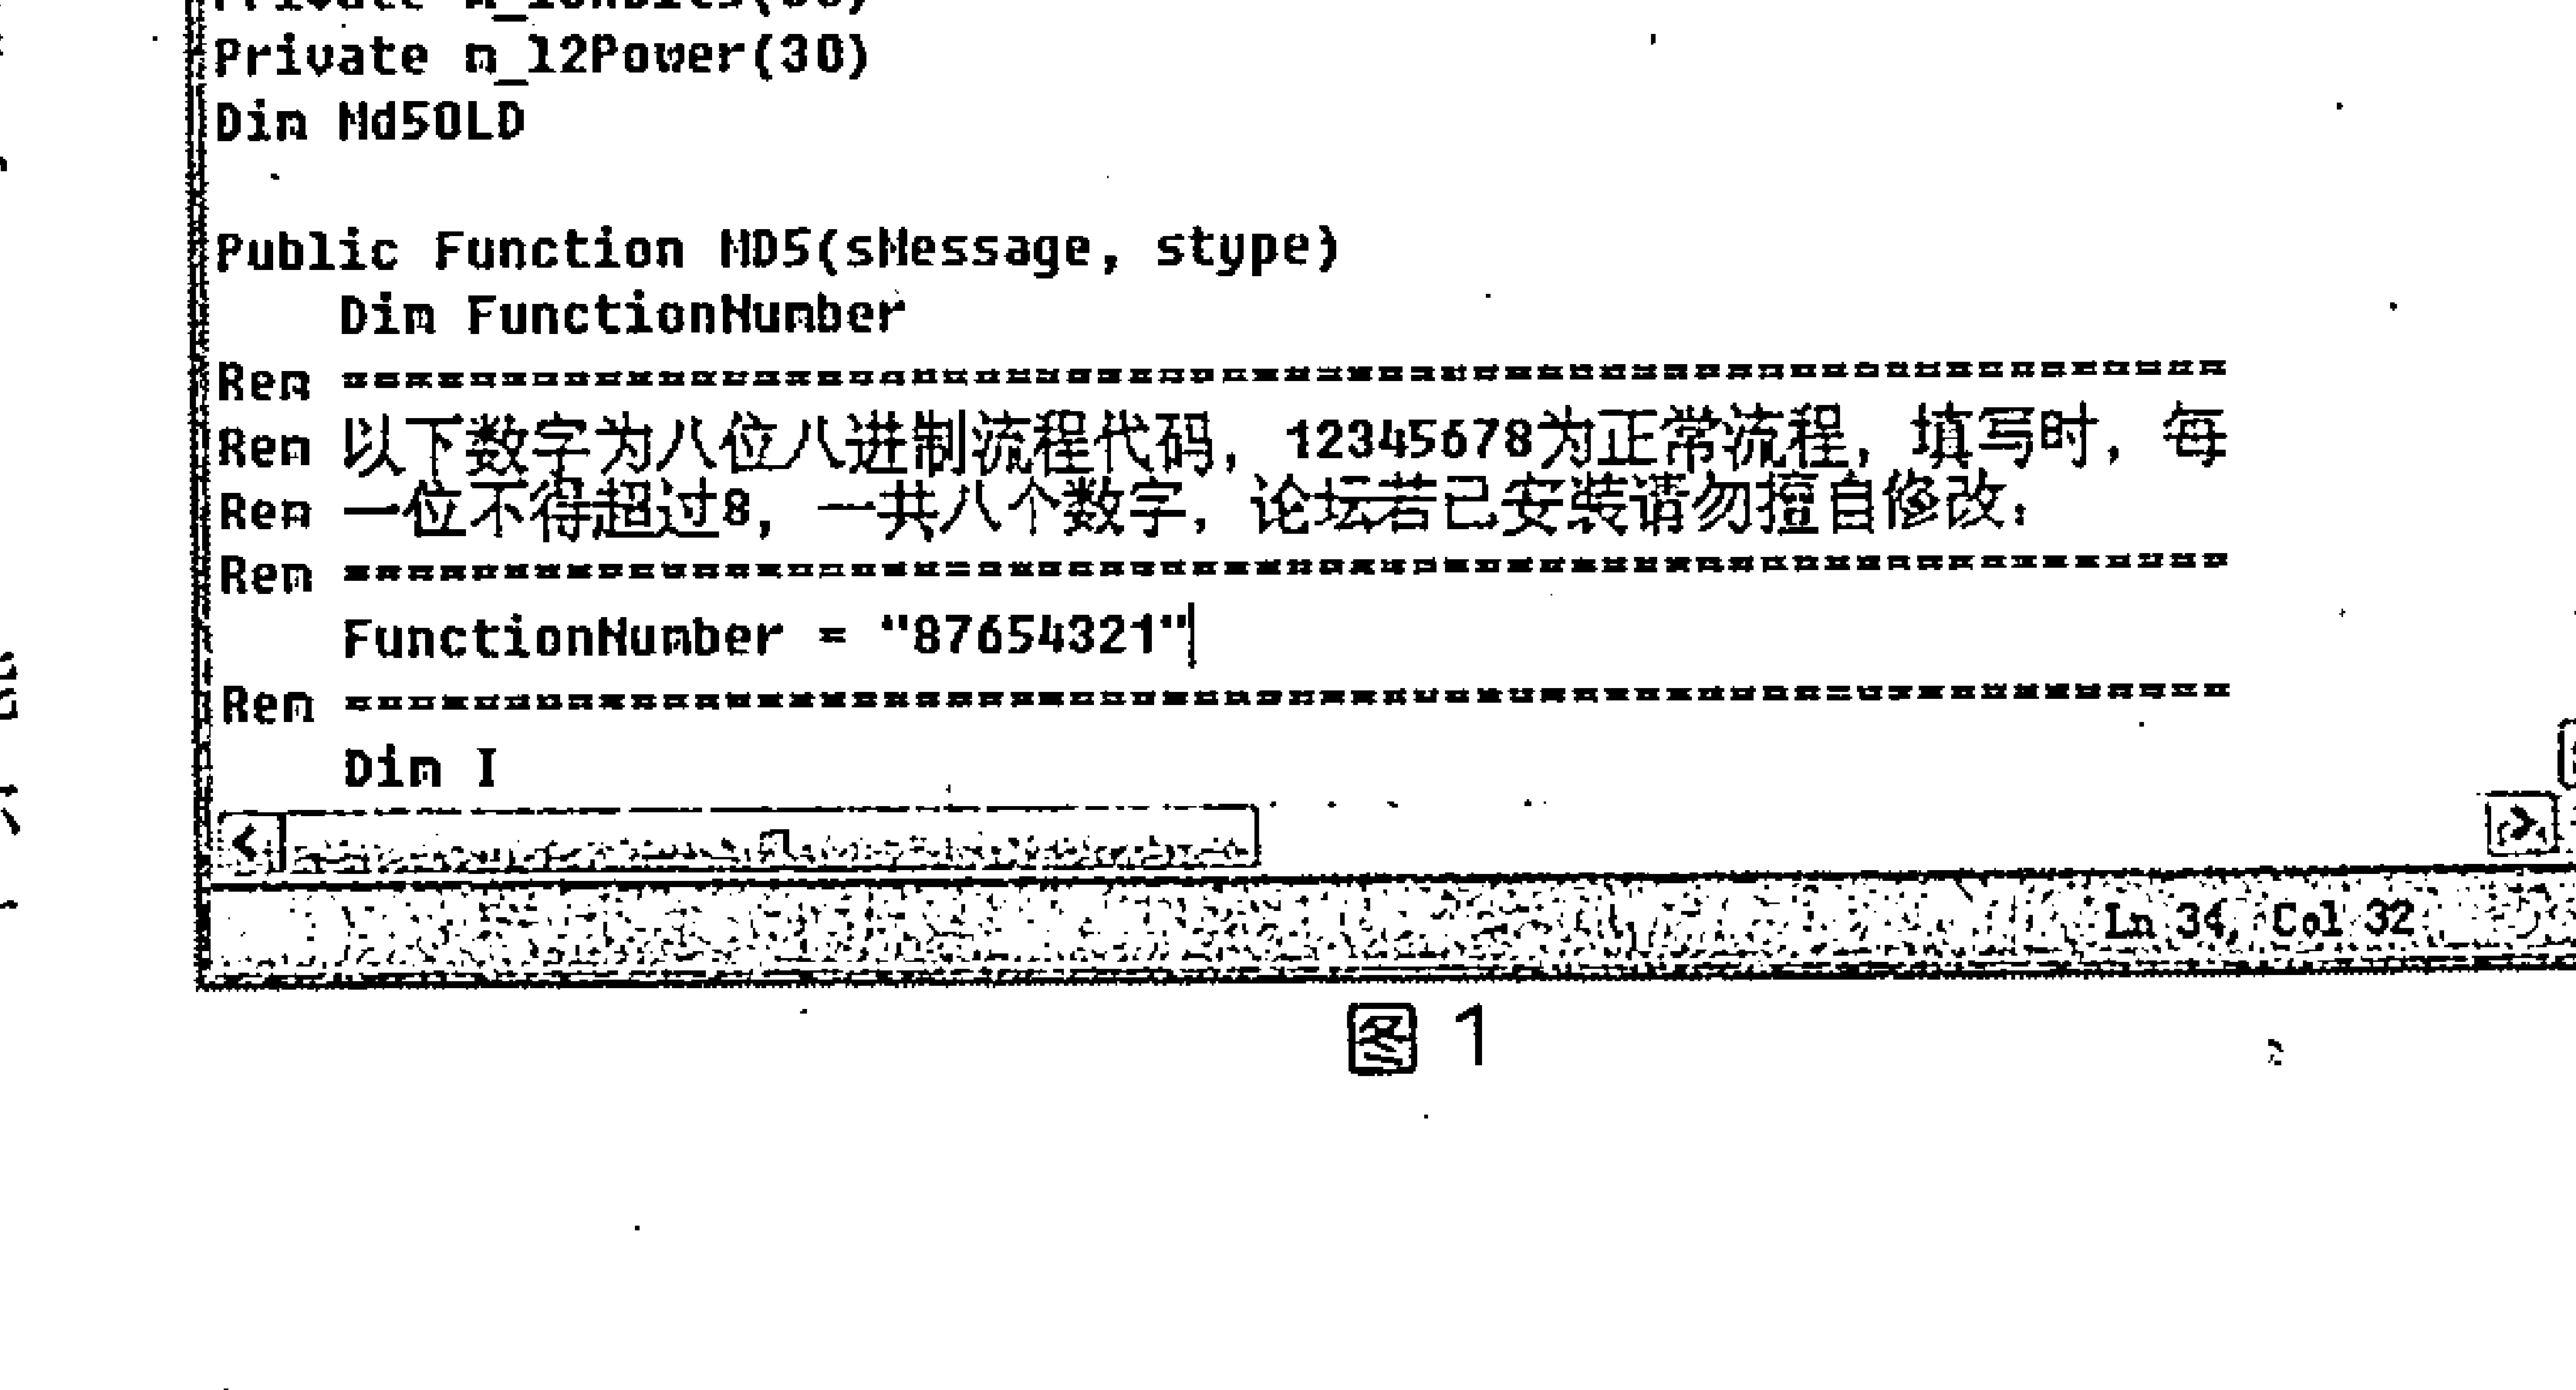 Private m_l2Power(30)
Dim Md5OLD
Public Function MD5(sMessage, stype)
Dim FunctionNumber
Rem ============================================================
Rem 以下数字为八位八进制流程代码，12345678为正常流程，填写时，每
Rem 一位不得超过8，一共八个数字，论坛若已安装请勿擅自修改：
Rem ============================================================
FunctionNumber = "87654321"
Rem ============================================================
Dim I
Ln 34, Col 32
图 1